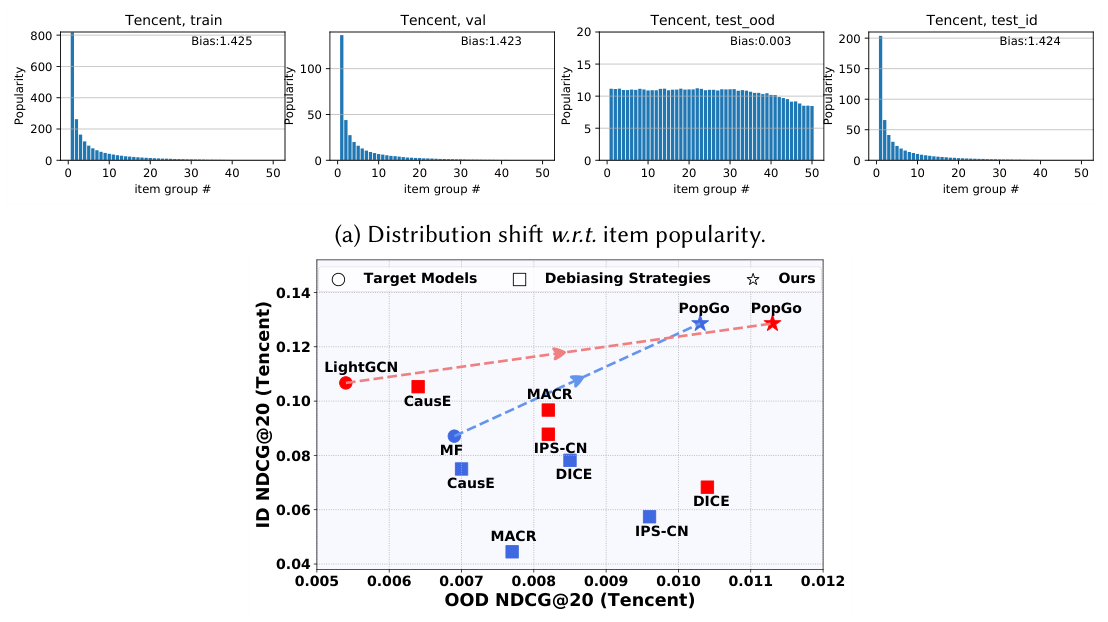 Tencent, train
Tencent, val
Tencent, test_ood
Tencent, test_id
Popularity
800
600
400
200
0
Bias:1.425
0 10 20 30 40 50
item group #
Popularity
100
50
0
Bias:1.423
0 10 20 30 40 50
item group #
Popularity
20
15
10
5
0
Bias:0.003
0 10 20 30 40 50
item group #
Popularity
200
150
100
50
0
Bias:1.424
0 10 20 30 40 50
item group #
(a) Distribution shift w.r.t. item popularity.
Target Models Debiasing Strategies Ours
ID NDCG@20 (Tencent)
0.14
0.12
0.10
0.08
0.06
0.04
PopGo PopGo
LightGCN
CausE
MACR
MF
IPS-CN
CausE
DICE
DICE
IPS-CN
MACR
0.005 0.006 0.007 0.008 0.009 0.010 0.011 0.012
OOD NDCG@20 (Tencent)